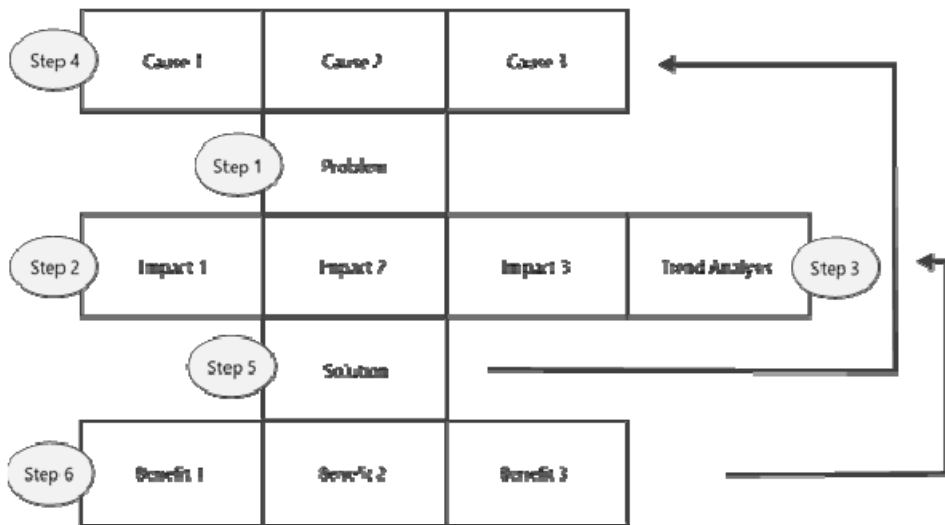 Step 4 Cause 1 Cause 2 Cause 3
Step 1 Problem
Step 2 Impact 1 Impact 2 Impact 3 Trend Analysis Step 3
Step 5 Solution
Step 6 Benefit 1 Benefit 2 Benefit 3